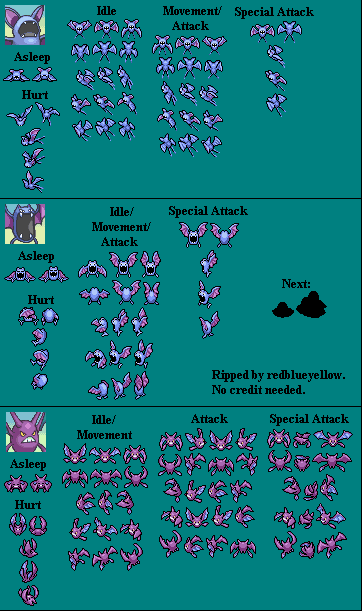 Idle
Movement/
Attack
Special Attack
Asleep
Hurt
Idle/
Movement/
Attack
Special Attack
Asleep
Hurt
Next:
Ripped by redblueyellow.
No credit needed.
Idle/
Movement
Attack
Special Attack
Asleep
Hurt